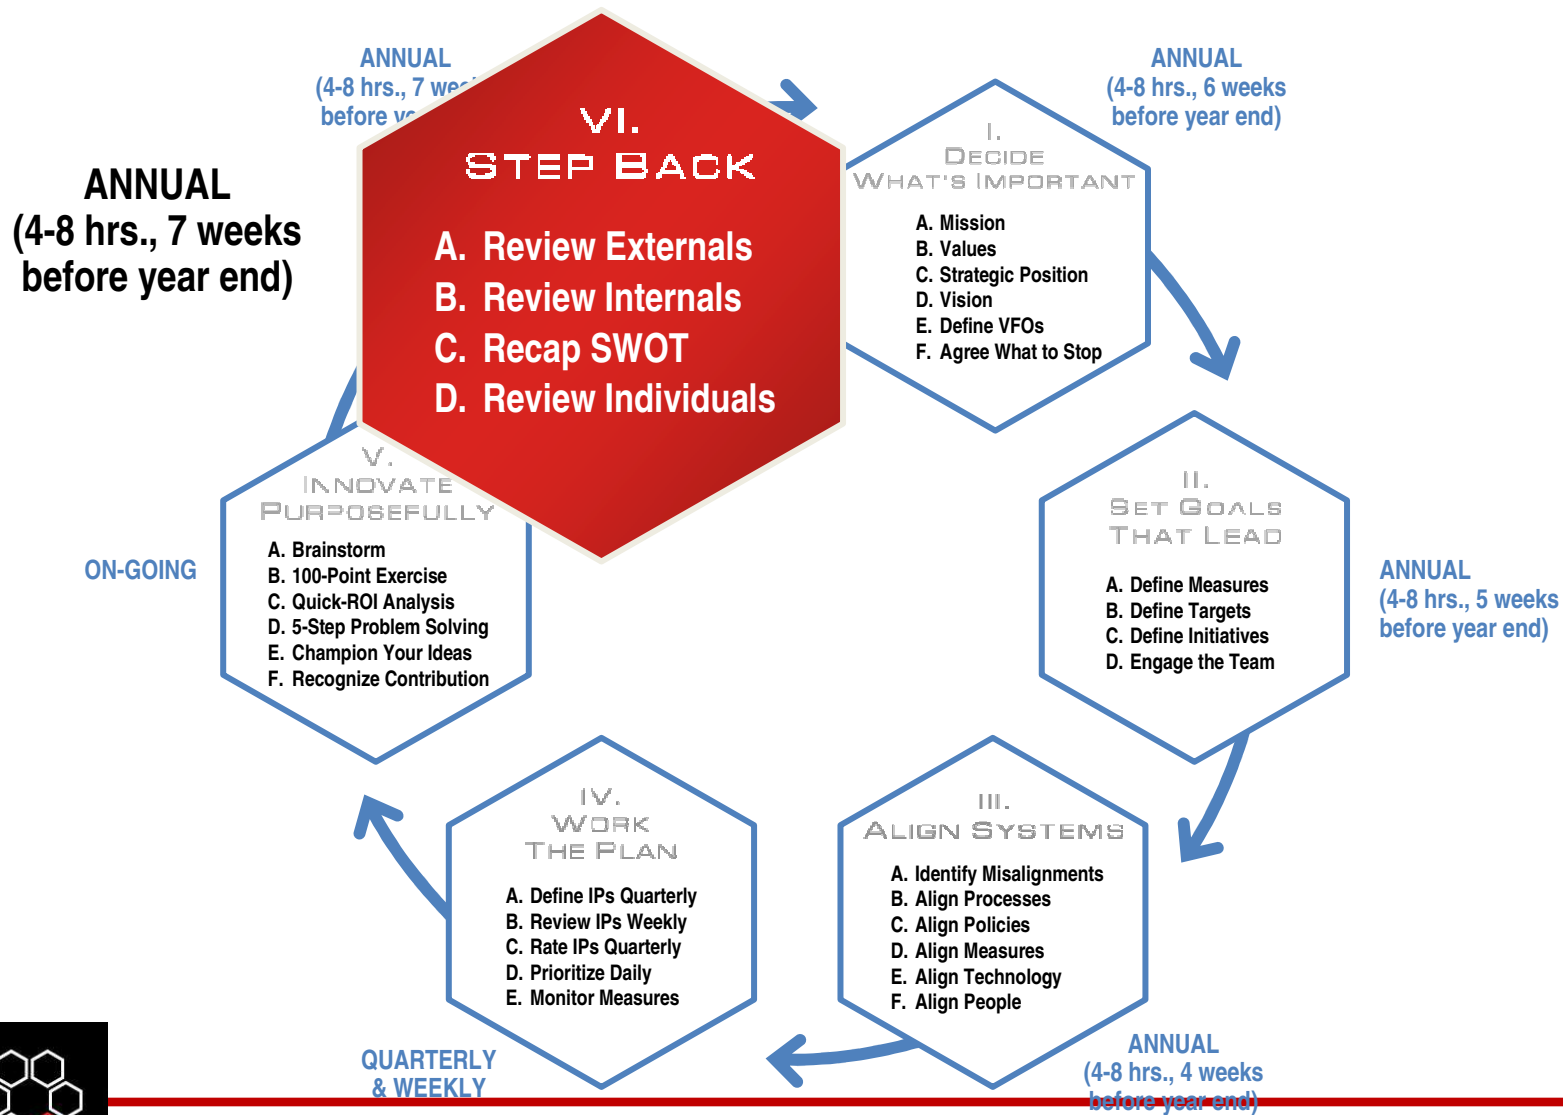 ANNUAL
(4-8 hrs., 7
before
ANNUAL
(4-8 hrs., 7 weeks
before year end)
VI.
STEP BACK
A. Review Externals
B. Review Internals
C. Recap SWOT
D. Review Individuals
ANNUAL
(4-8 hrs., 6 weeks
before year end)
I.
DECIDE
WHAT'S IMPORTANT
A. Mission
B. Values
C. Strategic Position
D. Vision
E. Define VFOs
F. Agree What to Stop
II.
SET GOALS
THAT LEAD
A. Define Measures
B. Define Targets
C. Define Initiatives
D. Engage the Team
ANNUAL
(4-8 hrs., 5 weeks
before year end)
III.
ALIGN SYSTEMS
A. Identify Misalignments
B. Align Processes
C. Align Policies
D. Align Measures
E. Align Technology
F. Align People
ANNUAL
(4-8 hrs., 4 weeks
before year end)
IV.
WORK
THE PLAN
A. Define IPs Quarterly
B. Review IPs Weekly
C. Rate IPs Quarterly
D. Prioritize Daily
E. Monitor Measures
QUARTERLY
& WEEKLY
V.
INNOVATE
PURPOSEFULLY
A. Brainstorm
B. 100-Point Exercise
C. Quick-ROI Analysis
D. 5-Step Problem Solving
E. Champion Your Ideas
F. Recognize Contribution
ON-GOING